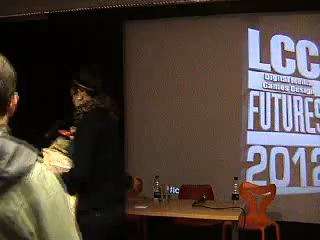 LCC
Digital Media
Games Design
FUTURES
2012